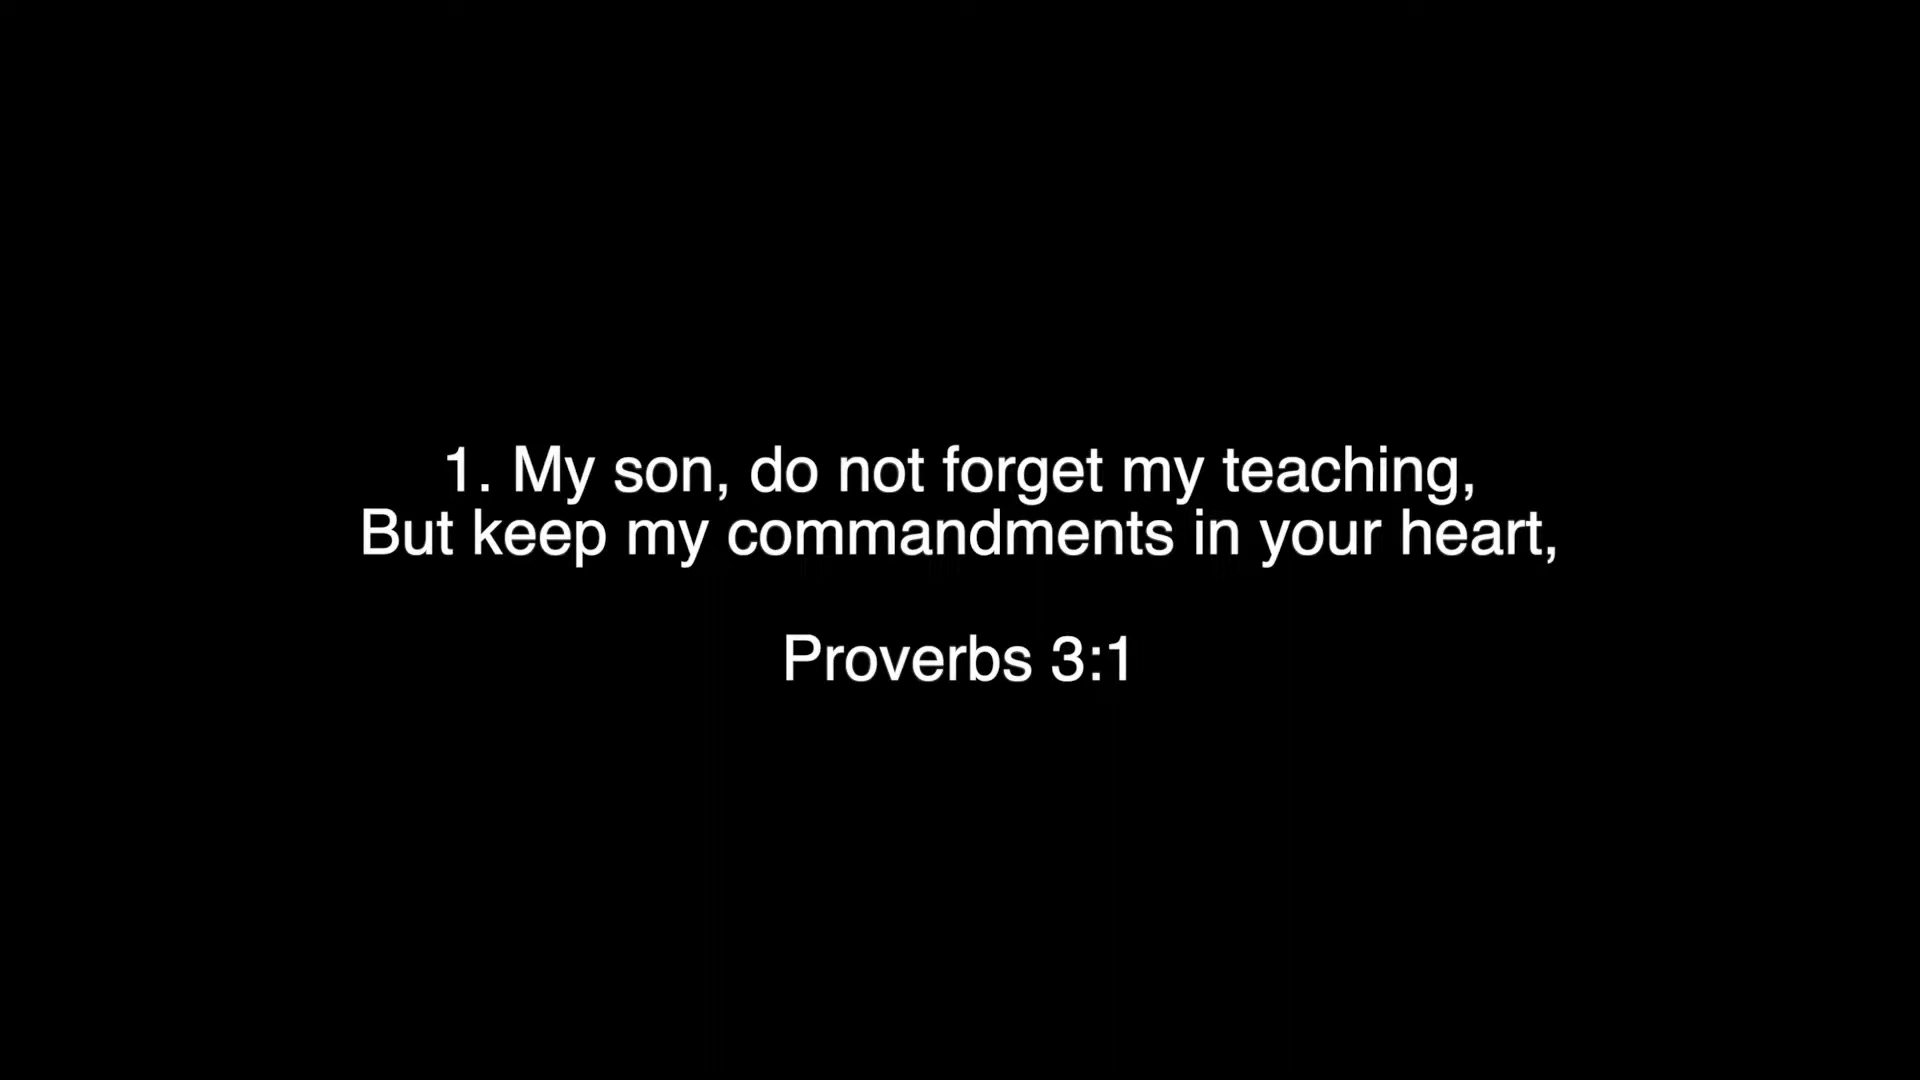 1. My son, do not forget my teaching,
But keep my commandments in your heart,
Proverbs 3:1